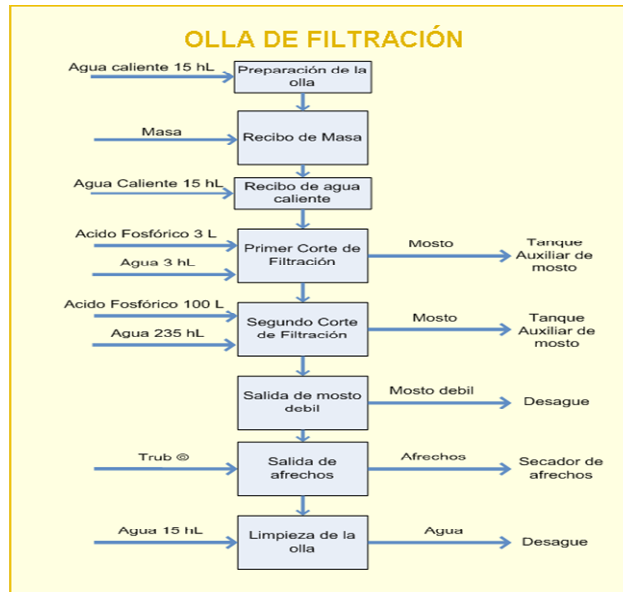 OLLA DE FILTRACIÓN
Agua caliente 15 hL
Preparación de la
olla
Masa
Recibo de Masa
Agua Caliente 15 hL
Recibo de agua
caliente
Acido Fosfórico 3 L
Agua 3 hL
Primer Corte de
Filtración
Mosto
Tanque
Auxiliar de
mosto
Acido Fosfórico 100 L
Agua 235 hL
Segundo Corte
de Filtración
Mosto
Tanque
Auxiliar de
mosto
Salida de mosto
debil
Mosto debil
Desague
Trub ©
Salida de
afrechos
Afrechos
Secador de
afrechos
Agua 15 hL
Limpieza de la
olla
Agua
Desague